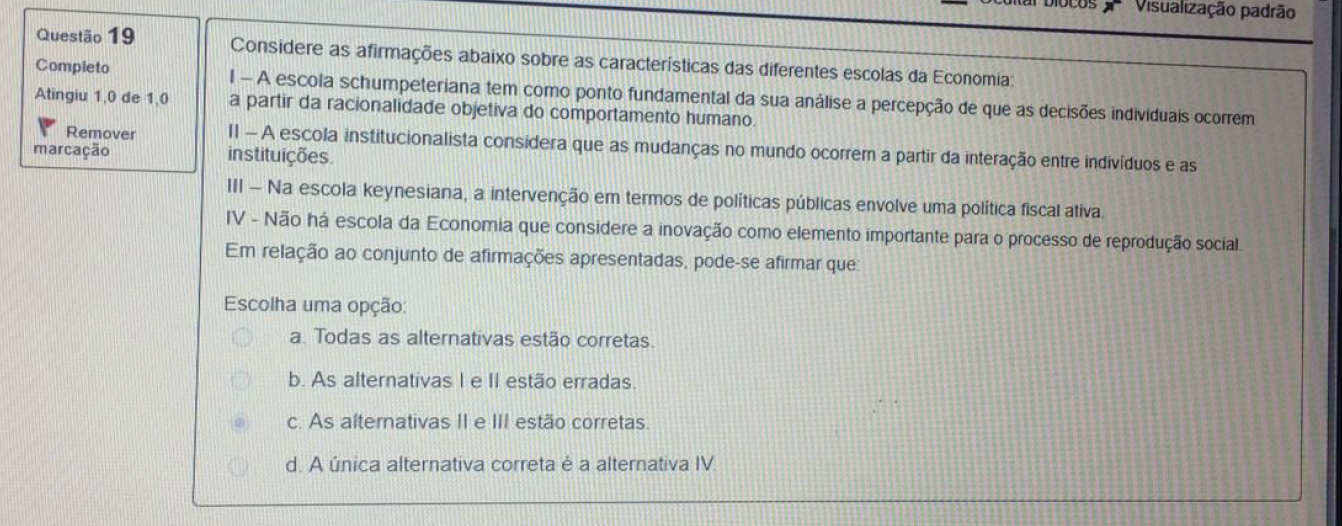 blocos Visualização padrão
Questão 19
Completo
Atingiu 1,0 de 1,0
Remover
marcação
Considere as afirmações abaixo sobre as características das diferentes escolas da Economia:
I – A escola schumpeteriana tem como ponto fundamental da sua análise a percepção de que as decisões individuais ocorrem
a partir da racionalidade objetiva do comportamento humano.
II – A escola institucionalista considera que as mudanças no mundo ocorrem a partir da interação entre indivíduos e as
instituições.
III – Na escola keynesiana, a intervenção em termos de políticas públicas envolve uma política fiscal ativa.
IV - Não há escola da Economia que considere a inovação como elemento importante para o processo de reprodução social.
Em relação ao conjunto de afirmações apresentadas, pode-se afirmar que:
Escolha uma opção:
a. Todas as alternativas estão corretas.
b. As alternativas I e II estão erradas.
c. As alternativas II e III estão corretas.
d. A única alternativa correta é a alternativa IV.